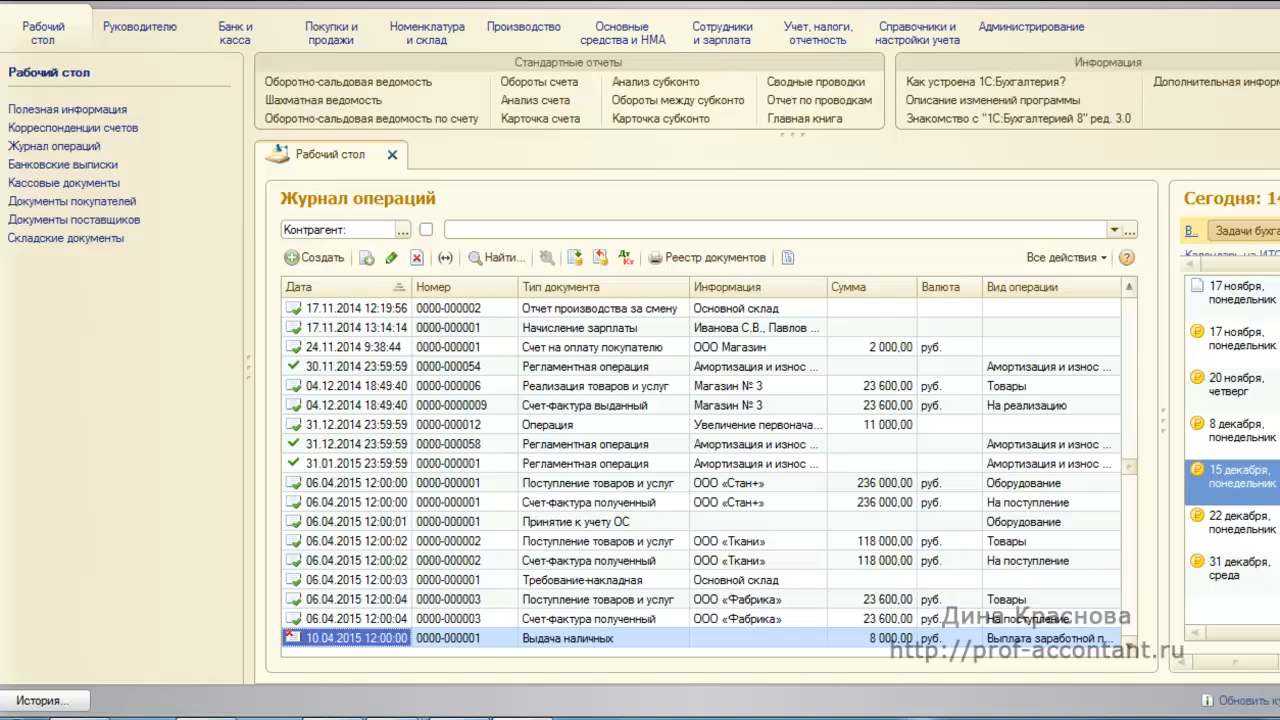 Рабочий стол
Руководителю
Банк и касса
Покупки и продажи
Номенклатура и склад
Производство
Основные средства и НМА
Сотрудники и зарплата
Учет, налоги, отчетность
Справочники и настройки учета
Администрирование
Рабочий стол
Полезная информация
Корреспонденции счетов
Журнал операций
Банковские выписки
Кассовые документы
Документы покупателей
Документы поставщиков
Складские документы
Стандартные отчеты
Оборотно-сальдовая ведомость Обороты счета Анализ субконто Сводные проводки
Шахматная ведомость Анализ счета Обороты между субконто Отчет по проводкам
Оборотно-сальдовая ведомость по счету Карточка счета Карточка субконто Главная книга
Информация
Как устроена 1С:Бухгалтерия? Дополнительная инфор
Описание изменений программы
Знакомство с "1С:Бухгалтерией 8" ред. 3.0
Рабочий стол
Журнал операций
Контрагент: ...
Создать Найти... Дт Кт Реестр документов Все действия
Дата Номер Тип документа Информация Сумма Валюта Вид операции
17.11.2014 12:19:56 0000-000002 Отчет производства за смену Основной склад
17.11.2014 13:14:14 0000-000001 Начисление зарплаты Иванова С.В., Павлов ...
24.11.2014 9:38:44 0000-000001 Счет на оплату покупателю ООО Магазин 2 000,00 руб.
30.11.2014 23:59:59 0000-000054 Регламентная операция Амортизация и износ ... Амортизация и износ ...
04.12.2014 18:49:40 0000-000006 Реализация товаров и услуг Магазин № 3 23 600,00 руб. Товары
04.12.2014 18:49:40 0000-0000009 Счет-фактура выданный Магазин № 3 23 600,00 руб. На реализацию
31.12.2014 23:59:59 0000-000012 Операция Увеличение первонача... 11 000,00
31.12.2014 23:59:59 0000-000058 Регламентная операция Амортизация и износ ... Амортизация и износ ...
31.01.2015 23:59:59 0000-000001 Регламентная операция Амортизация и износ ... Амортизация и износ ...
06.04.2015 12:00:00 0000-000001 Поступление товаров и услуг ООО «Стан+» 236 000,00 руб. Оборудование
06.04.2015 12:00:00 0000-000001 Счет-фактура полученный ООО «Стан+» 236 000,00 руб. На поступление
06.04.2015 12:00:01 0000-000001 Принятие к учету ОС Оборудование
06.04.2015 12:00:02 0000-000002 Поступление товаров и услуг ООО «Ткани» 118 000,00 руб. Товары
06.04.2015 12:00:02 0000-000002 Счет-фактура полученный ООО «Ткани» 118 000,00 руб. На поступление
06.04.2015 12:00:03 0000-000001 Требование-накладная Основной склад
06.04.2015 12:00:04 0000-000003 Поступление товаров и услуг ООО «Фабрика» 23 600,00 руб. Товары
06.04.2015 12:00:04 0000-000003 Счет-фактура полученный ООО «Фабрика» 23 600,00 руб. На поступление
10.04.2015 12:00:00 0000-000001 Выдача наличных 8 000,00 руб. Выплата заработной п...
Дина Краснова
http://prof-accontant.ru
Сегодня: 14
В.. Задачи бухга
Календарь на ИТС
17 ноября, понедельник
17 ноября, понедельник
20 ноября, четверг
8 декабря, понедельник
15 декабря, понедельник
22 декабря, понедельник
31 декабря, среда
История...
Обновить ку